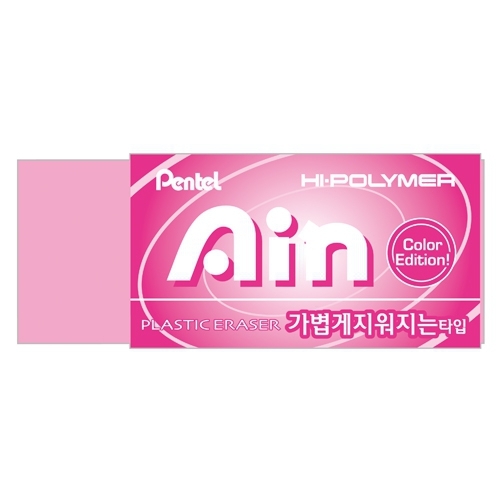 Pentel
HI-POLYMER
Ain
Color
Edition!
PLASTIC ERASER 가볍게지워지는타입